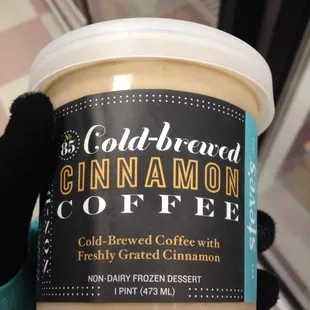 No. 85.
Cold-brewed
CINNAMON
COFFEE
Cold-Brewed Coffee with
Freshly Grated Cinnamon
NON-DAIRY FROZEN DESSERT
1 PINT (473 ML)
steve's